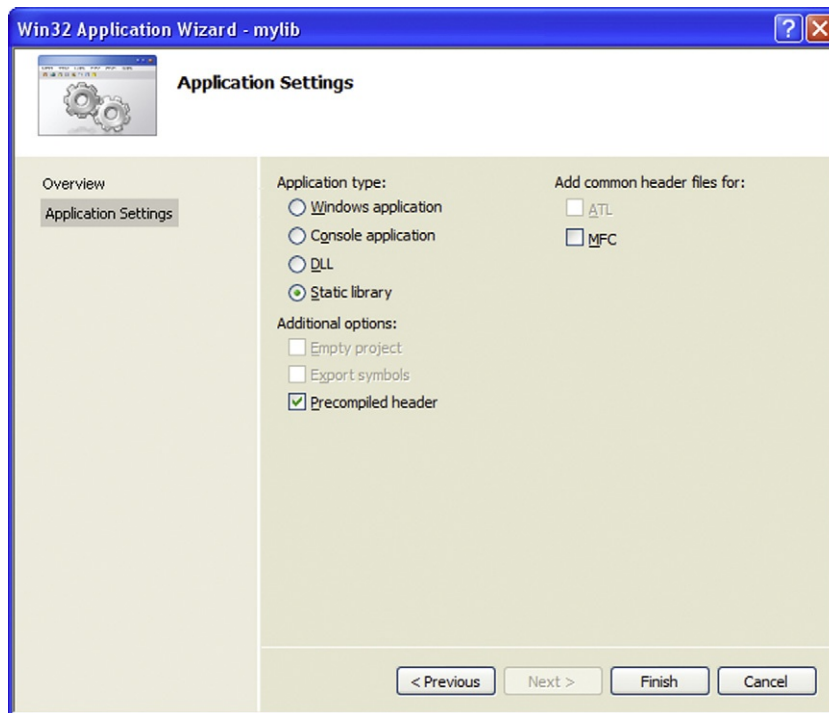 Win32 Application Wizard - mylib
Application Settings
Overview
Application Settings
Application type:
Windows application
Console application
DLL
Static library
Additional options:
Empty project
Export symbols
Precompiled header
Add common header files for:
ATL
MFC
< Previous
Next >
Finish
Cancel